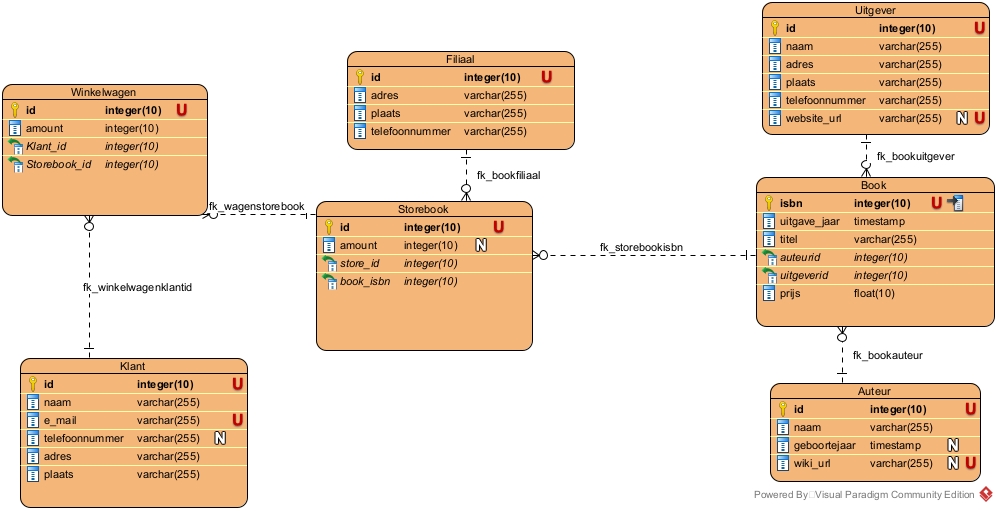 Uitgever
id integer(10) U
naam varchar(255)
adres varchar(255)
plaats varchar(255)
telefoonnummer varchar(255)
website_url varchar(255) N U
Filiaal
id integer(10) U
adres varchar(255)
plaats varchar(255)
telefoonnummer varchar(255)
Winkelwagen
id integer(10) U
amount integer(10)
Klant_id integer(10)
Storebook_id integer(10)
fk_bookuitgever
fk_bookfiliaal
fk_wagenstorebook
Book
isbn integer(10) U
uitgave_jaar timestamp
titel varchar(255)
auteurid integer(10)
uitgeverid integer(10)
prijs float(10)
Storebook
id integer(10) U
amount integer(10) N
store_id integer(10)
book_isbn integer(10)
fk_storebookisbn
fk_winkelwagenklantid
fk_bookauteur
Klant
id integer(10) U
naam varchar(255)
e_mail varchar(255) U
telefoonnummer varchar(255) N
adres varchar(255)
plaats varchar(255)
Auteur
id integer(10) U
naam varchar(255)
geboortejaar timestamp N
wiki_url varchar(255) N U
Powered By Visual Paradigm Community Edition